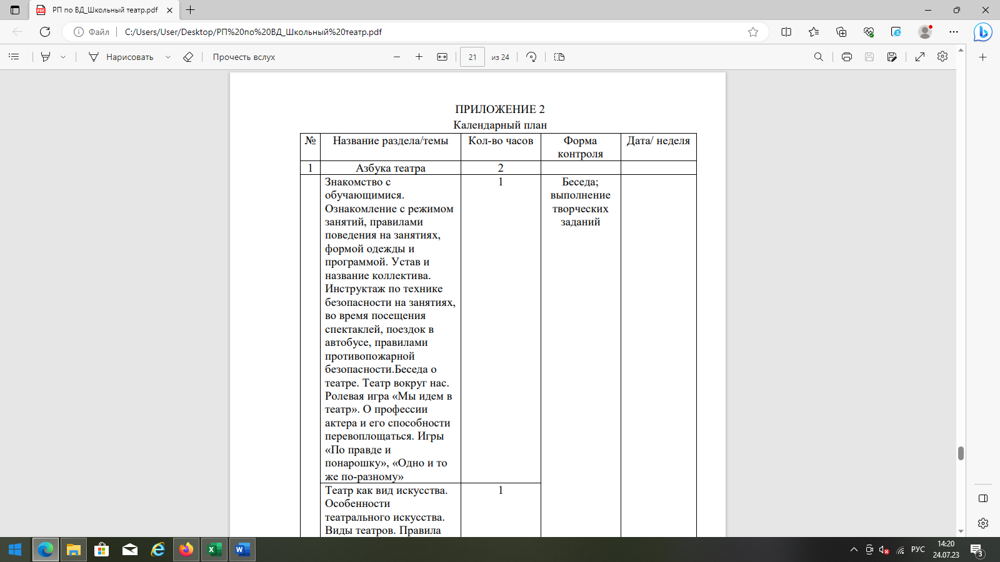 РП по ВД_Школьный театр.pdf
Файл
C:/Users/User/Desktop/РП%20по%20ВД_Школьный%20театр.pdf
Нарисовать
Прочесть вслух
21
из 24
ПРИЛОЖЕНИЕ 2
Календарный план
№ Название раздела/темы Кол-во часов Форма контроля Дата/ неделя
1 Азбука театра 2
Знакомство с
обучающимися.
Ознакомление с режимом
занятий, правилами
поведения на занятиях,
формой одежды и
программой. Устав и
название коллектива.
Инструктаж по технике
безопасности на занятиях,
во время посещения
спектаклей, поездок в
автобусе, правилами
противопожарной
безопасности.Беседа о
театре. Театр вокруг нас.
Ролевая игра «Мы идем в
театр». О профессии
актера и его способности
перевоплощаться. Игры
«По правде и
понарошку», «Одно и то
же по-разному»
1
Беседа;
выполнение
творческих
заданий
Театр как вид искусства.
Особенности
театрального искусства.
Виды театров. Правила
1
РУС
14:20
24.07.23
3